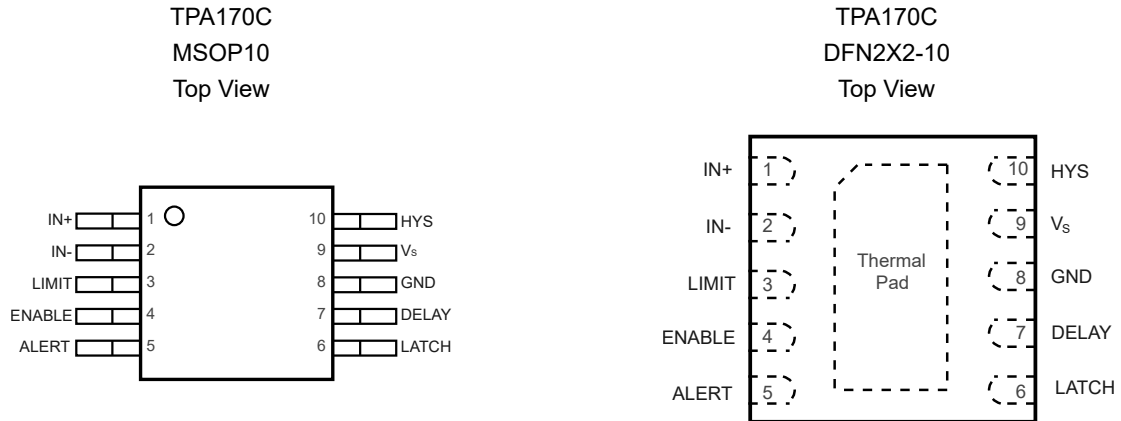 TPA170C
MSOP10
Top View
IN+ 1 10 HYS
IN- 2 9 Vs
LIMIT 3 8 GND
ENABLE 4 7 DELAY
ALERT 5 6 LATCH
TPA170C
DFN2X2-10
Top View
IN+ 1 10 HYS
IN- 2 9 Vs
Thermal
Pad
LIMIT 3 8 GND
ENABLE 4 7 DELAY
ALERT 5 6 LATCH